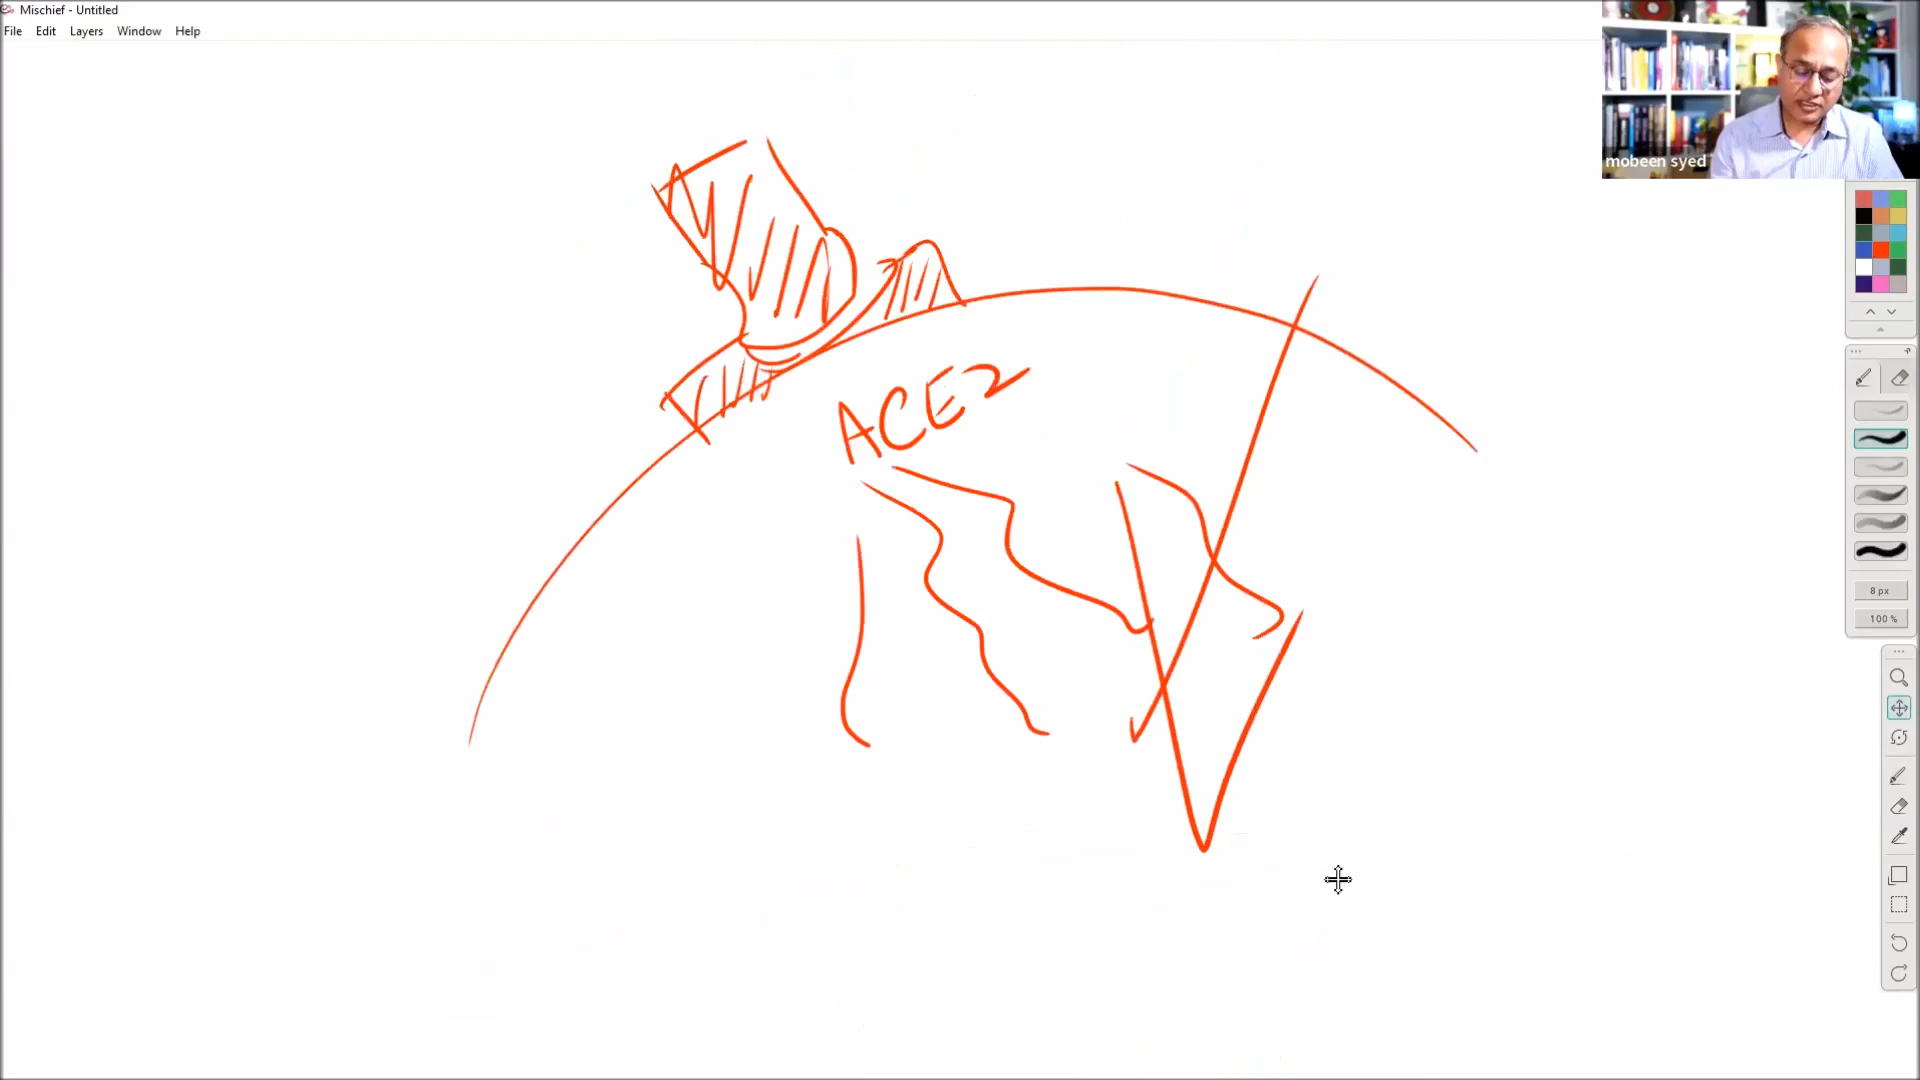 Mischief - Untitled
File Edit Layers Window Help
mobeen syed
ACE2
8 px
100 %